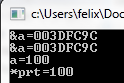 c:\Users\felix\Doc
&a=003DFC9C
&a=003DFC9C
a=100
*prt=100